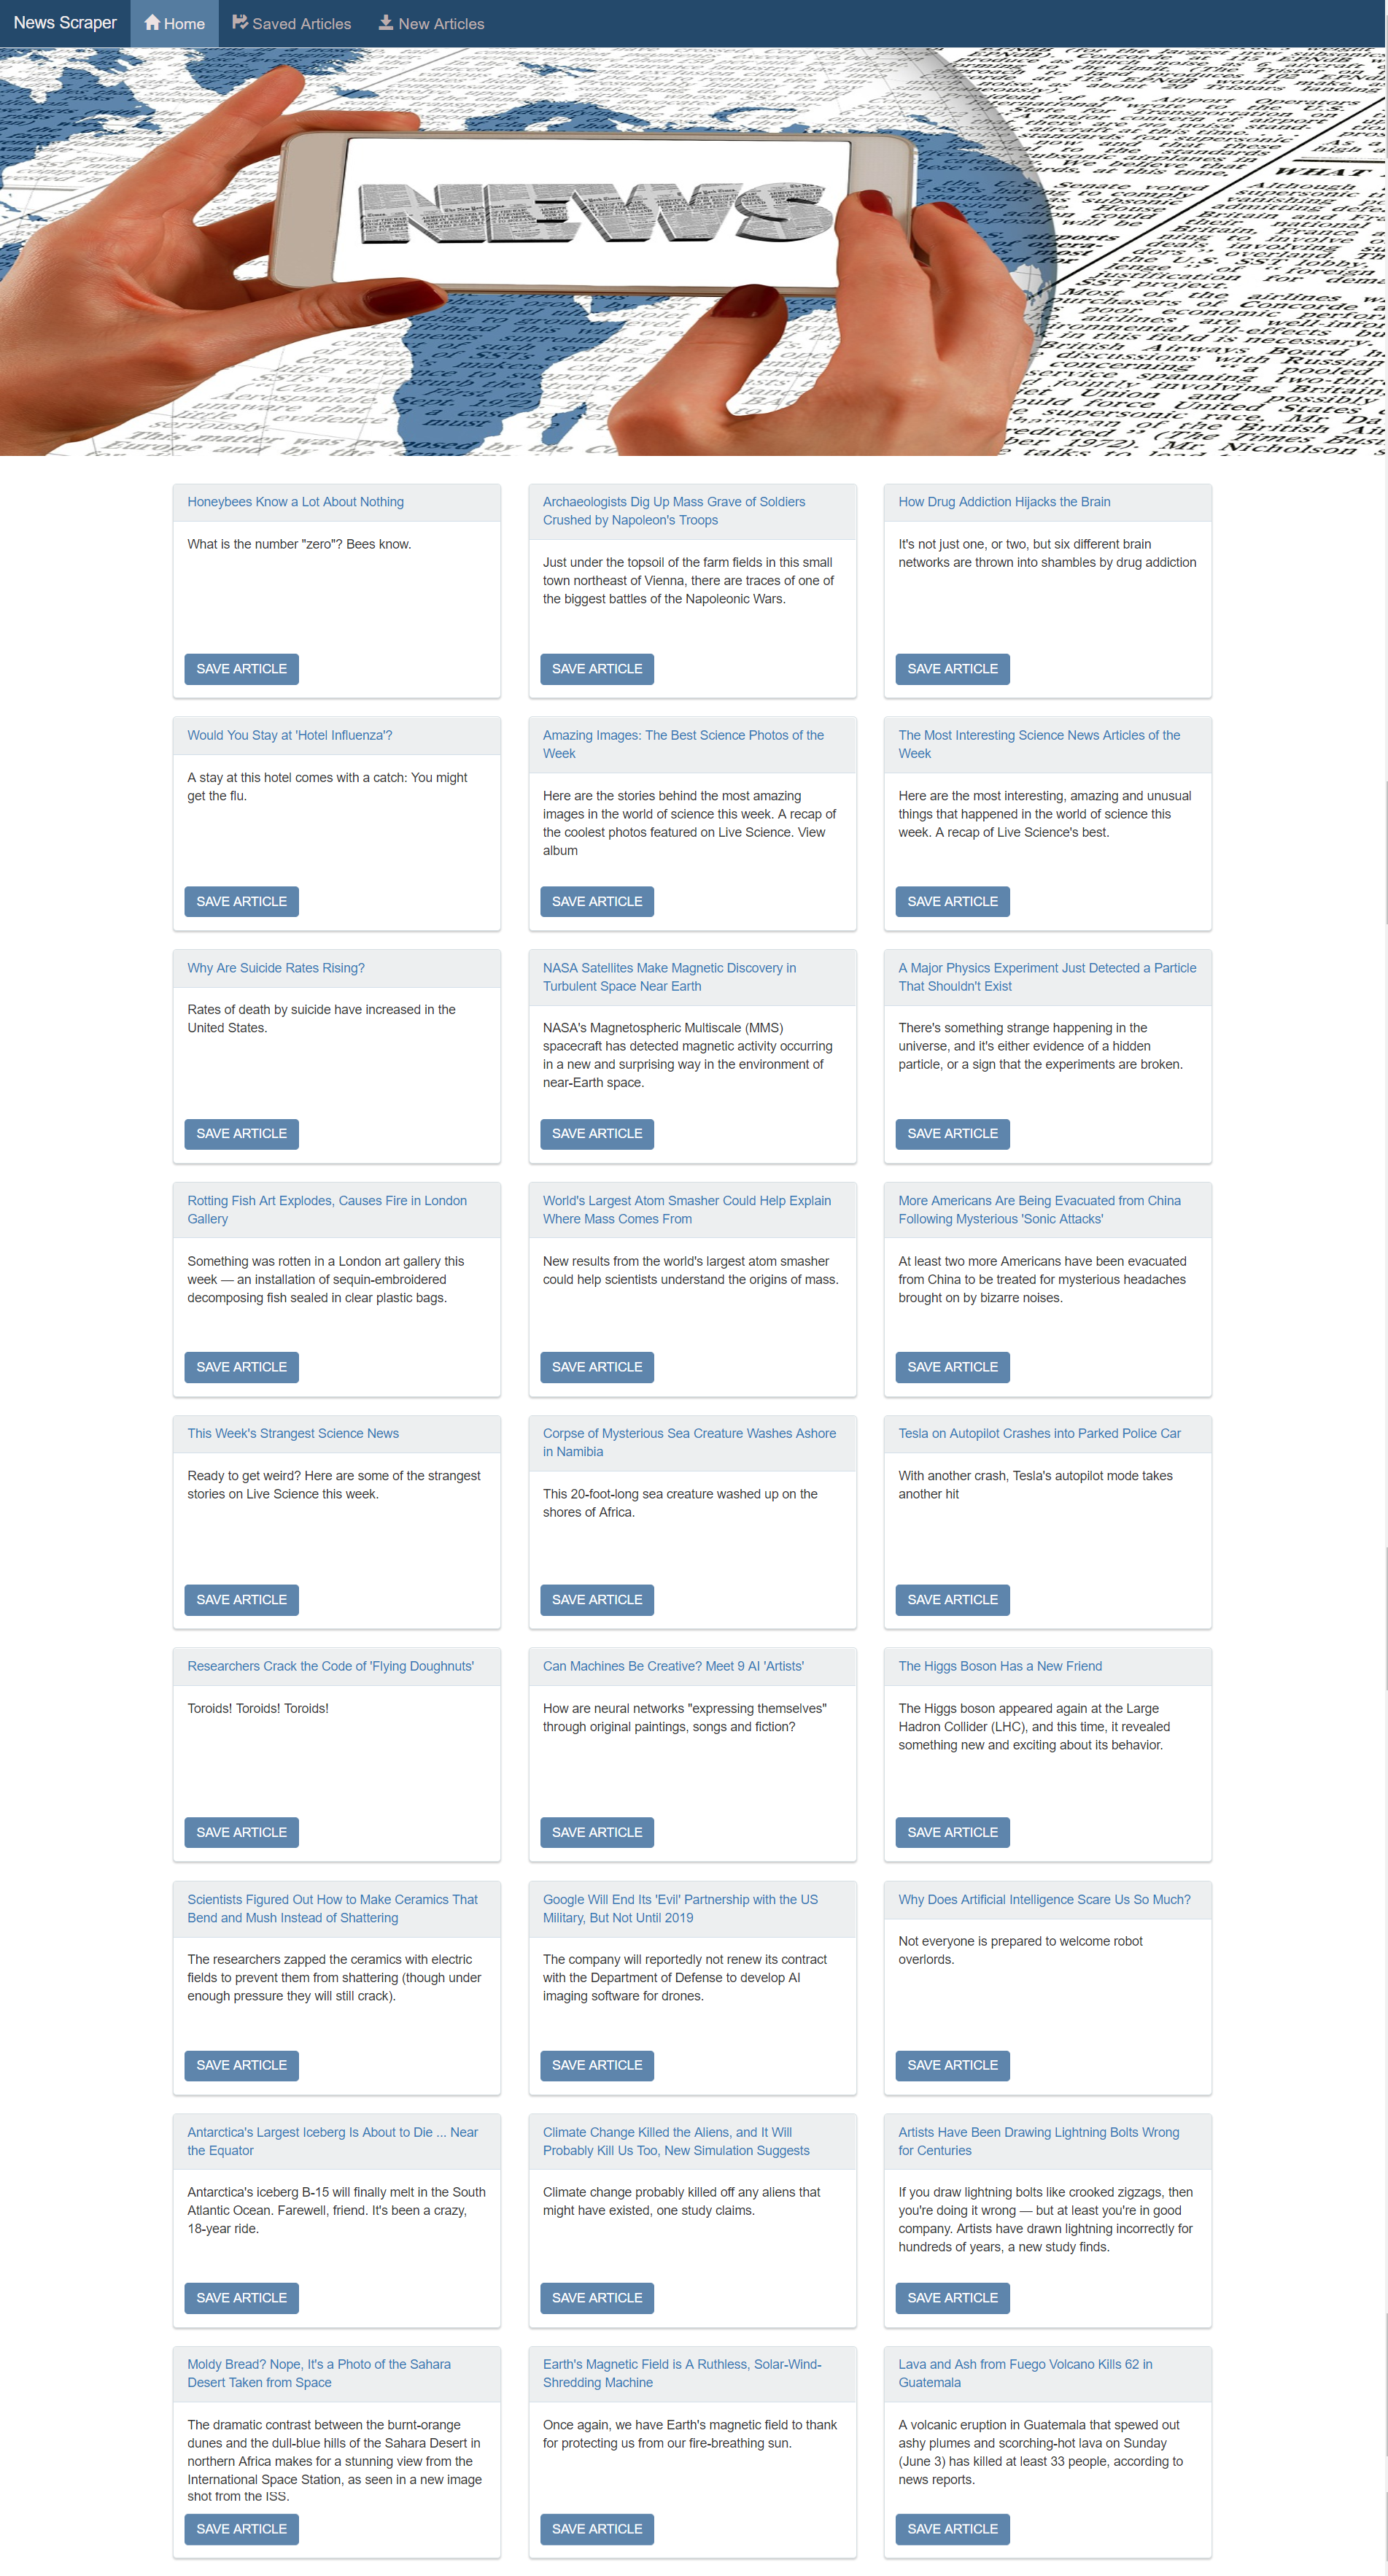 News Scraper Home Saved Articles New Articles
NEWS
WHAT
Honeybees Know a Lot About Nothing
What is the number "zero"? Bees know.
SAVE ARTICLE
Archaeologists Dig Up Mass Grave of Soldiers
Crushed by Napoleon's Troops
Just under the topsoil of the farm fields in this small
town northeast of Vienna, there are traces of one of
the biggest battles of the Napoleonic Wars.
SAVE ARTICLE
How Drug Addiction Hijacks the Brain
It's not just one, or two, but six different brain
networks are thrown into shambles by drug addiction
SAVE ARTICLE
Would You Stay at 'Hotel Influenza'?
A stay at this hotel comes with a catch: You might
get the flu.
SAVE ARTICLE
Amazing Images: The Best Science Photos of the
Week
Here are the stories behind the most amazing
images in the world of science this week. A recap of
the coolest photos featured on Live Science. View
album
SAVE ARTICLE
The Most Interesting Science News Articles of the
Week
Here are the most interesting, amazing and unusual
things that happened in the world of science this
week. A recap of Live Science's best.
SAVE ARTICLE
Why Are Suicide Rates Rising?
Rates of death by suicide have increased in the
United States.
SAVE ARTICLE
NASA Satellites Make Magnetic Discovery in
Turbulent Space Near Earth
NASA's Magnetospheric Multiscale (MMS)
spacecraft has detected magnetic activity occurring
in a new and surprising way in the environment of
near-Earth space.
SAVE ARTICLE
A Major Physics Experiment Just Detected a Particle
That Shouldn't Exist
There's something strange happening in the
universe, and it's either evidence of a hidden
particle, or a sign that the experiments are broken.
SAVE ARTICLE
Rotting Fish Art Explodes, Causes Fire in London
Gallery
Something was rotten in a London art gallery this
week — an installation of sequin-embroidered
decomposing fish sealed in clear plastic bags.
SAVE ARTICLE
World's Largest Atom Smasher Could Help Explain
Where Mass Comes From
New results from the world's largest atom smasher
could help scientists understand the origins of mass.
SAVE ARTICLE
More Americans Are Being Evacuated from China
Following Mysterious 'Sonic Attacks'
At least two more Americans have been evacuated
from China to be treated for mysterious headaches
brought on by bizarre noises.
SAVE ARTICLE
This Week's Strangest Science News
Ready to get weird? Here are some of the strangest
stories on Live Science this week.
SAVE ARTICLE
Corpse of Mysterious Sea Creature Washes Ashore
in Namibia
This 20-foot-long sea creature washed up on the
shores of Africa.
SAVE ARTICLE
Tesla on Autopilot Crashes into Parked Police Car
With another crash, Tesla's autopilot mode takes
another hit
SAVE ARTICLE
Researchers Crack the Code of 'Flying Doughnuts'
Toroids! Toroids! Toroids!
SAVE ARTICLE
Can Machines Be Creative? Meet 9 AI 'Artists'
How are neural networks "expressing themselves"
through original paintings, songs and fiction?
SAVE ARTICLE
The Higgs Boson Has a New Friend
The Higgs boson appeared again at the Large
Hadron Collider (LHC), and this time, it revealed
something new and exciting about its behavior.
SAVE ARTICLE
Scientists Figured Out How to Make Ceramics That
Bend and Mush Instead of Shattering
The researchers zapped the ceramics with electric
fields to prevent them from shattering (though under
enough pressure they will still crack).
SAVE ARTICLE
Google Will End Its 'Evil' Partnership with the US
Military, But Not Until 2019
The company will reportedly not renew its contract
with the Department of Defense to develop AI
imaging software for drones.
SAVE ARTICLE
Why Does Artificial Intelligence Scare Us So Much?
Not everyone is prepared to welcome robot
overlords.
SAVE ARTICLE
Antarctica's Largest Iceberg Is About to Die ... Near
the Equator
Antarctica's iceberg B-15 will finally melt in the South
Atlantic Ocean. Farewell, friend. It's been a crazy,
18-year ride.
SAVE ARTICLE
Climate Change Killed the Aliens, and It Will
Probably Kill Us Too, New Simulation Suggests
Climate change probably killed off any aliens that
might have existed, one study claims.
SAVE ARTICLE
Artists Have Been Drawing Lightning Bolts Wrong
for Centuries
If you draw lightning bolts like crooked zigzags, then
you're doing it wrong — but at least you're in good
company. Artists have drawn lightning incorrectly for
hundreds of years, a new study finds.
SAVE ARTICLE
Moldy Bread? Nope, It's a Photo of the Sahara
Desert Taken from Space
The dramatic contrast between the burnt-orange
dunes and the dull-blue hills of the Sahara Desert in
northern Africa makes for a stunning view from the
International Space Station, as seen in a new image
shot from the ISS.
SAVE ARTICLE
Earth's Magnetic Field is A Ruthless, Solar-Wind-
Shredding Machine
Once again, we have Earth's magnetic field to thank
for protecting us from our fire-breathing sun.
SAVE ARTICLE
Lava and Ash from Fuego Volcano Kills 62 in
Guatemala
A volcanic eruption in Guatemala that spewed out
ashy plumes and scorching-hot lava on Sunday
(June 3) has killed at least 33 people, according to
news reports.
SAVE ARTICLE